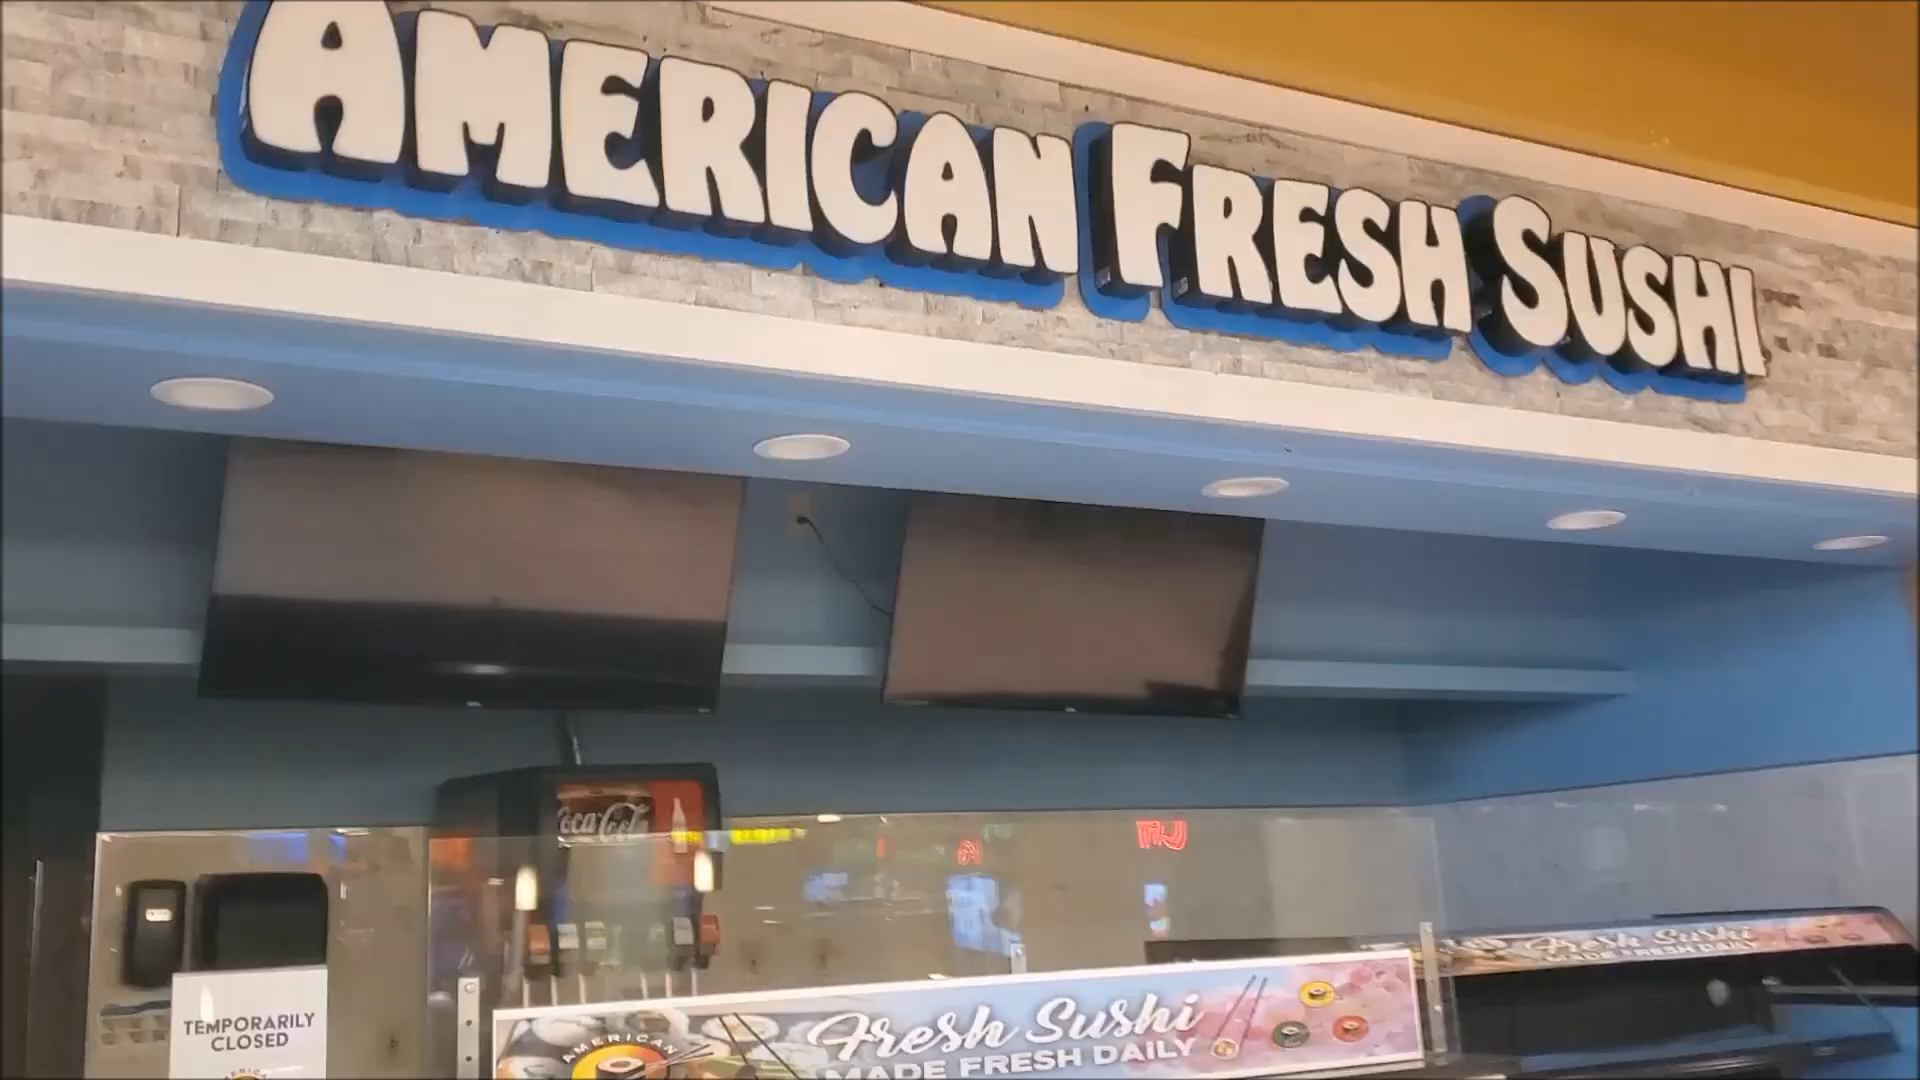 AMERICAN FRESH SUSHI
Coca-Cola
TEMPORARILY
CLOSED
AMERICAN
Fresh Sushi
MADE FRESH DAILY
Fresh Sushi
MADE FRESH DAILY